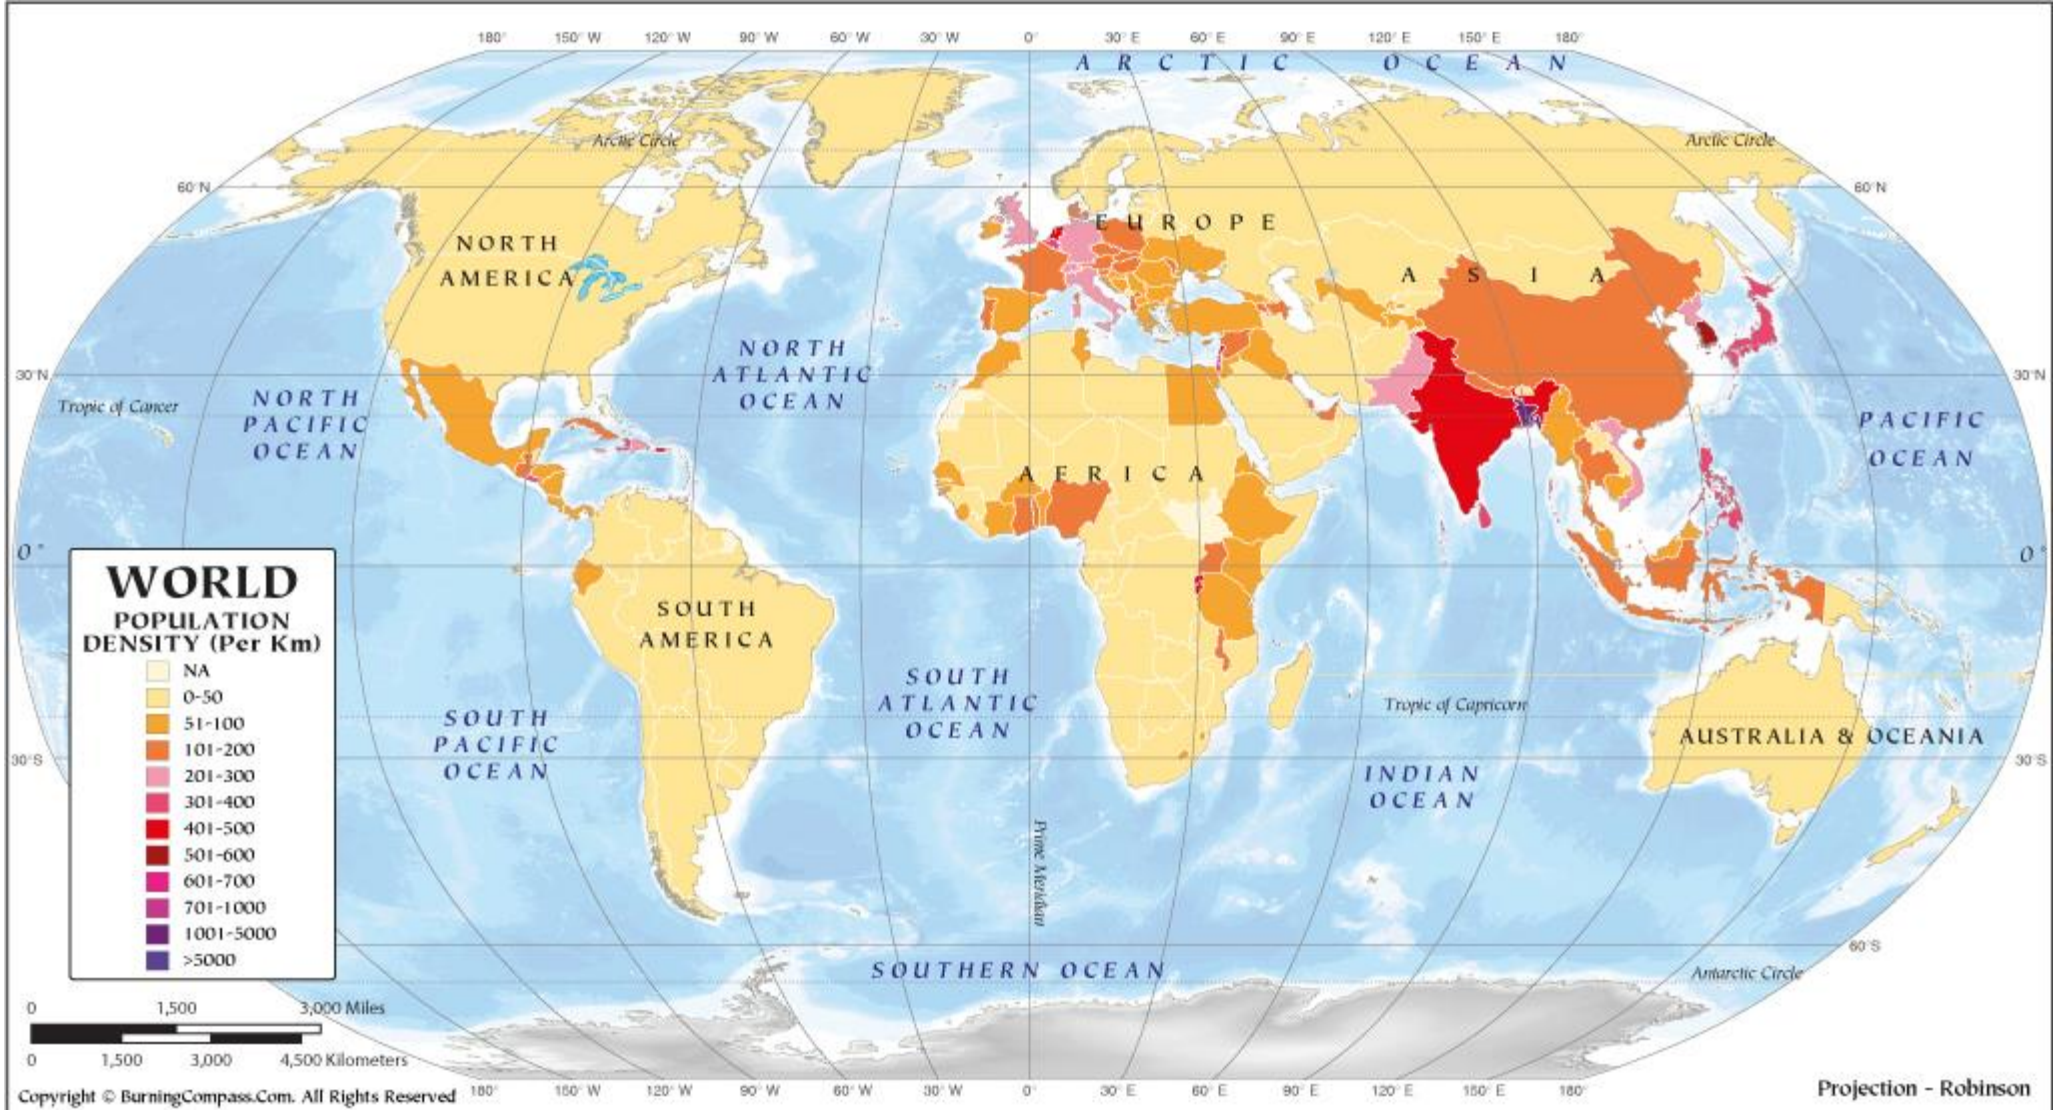 180° 150° W 120° W 90° W 60° W 30° W 0° 30° E 60° E 90° E 120° E 150° E 180°
ARCTIC OCEAN
Arctic Circle
Arctic Circle
60°N
60°N
EUROPE
NORTH
AMERICA
ASIA
NORTH
ATLANTIC
OCEAN
30°N
30°N
Tropic of Cancer
NORTH
PACIFIC
OCEAN
PACIFIC
OCEAN
AFRICA
0°
0°
WORLD
POPULATION
DENSITY (Per Km)
NA
0-50
51-100
101-200
201-300
301-400
401-500
501-600
601-700
701-1000
1001-5000
>5000
SOUTH
AMERICA
SOUTH
ATLANTIC
OCEAN
SOUTH
PACIFIC
OCEAN
Tropic of Capricorn
AUSTRALIA & OCEANIA
30°S
30°S
INDIAN
OCEAN
Prime Meridian
60°S
SOUTHERN OCEAN
Antarctic Circle
0 1,500 3,000 Miles
0 1,500 3,000 4,500 Kilometers
180° 150° W 120° W 90° W 60° W 30° W 0° 30° E 60° E 90° E 120° E 150° E 180°
Copyright © BurningCompass.Com. All Rights Reserved
Projection - Robinson